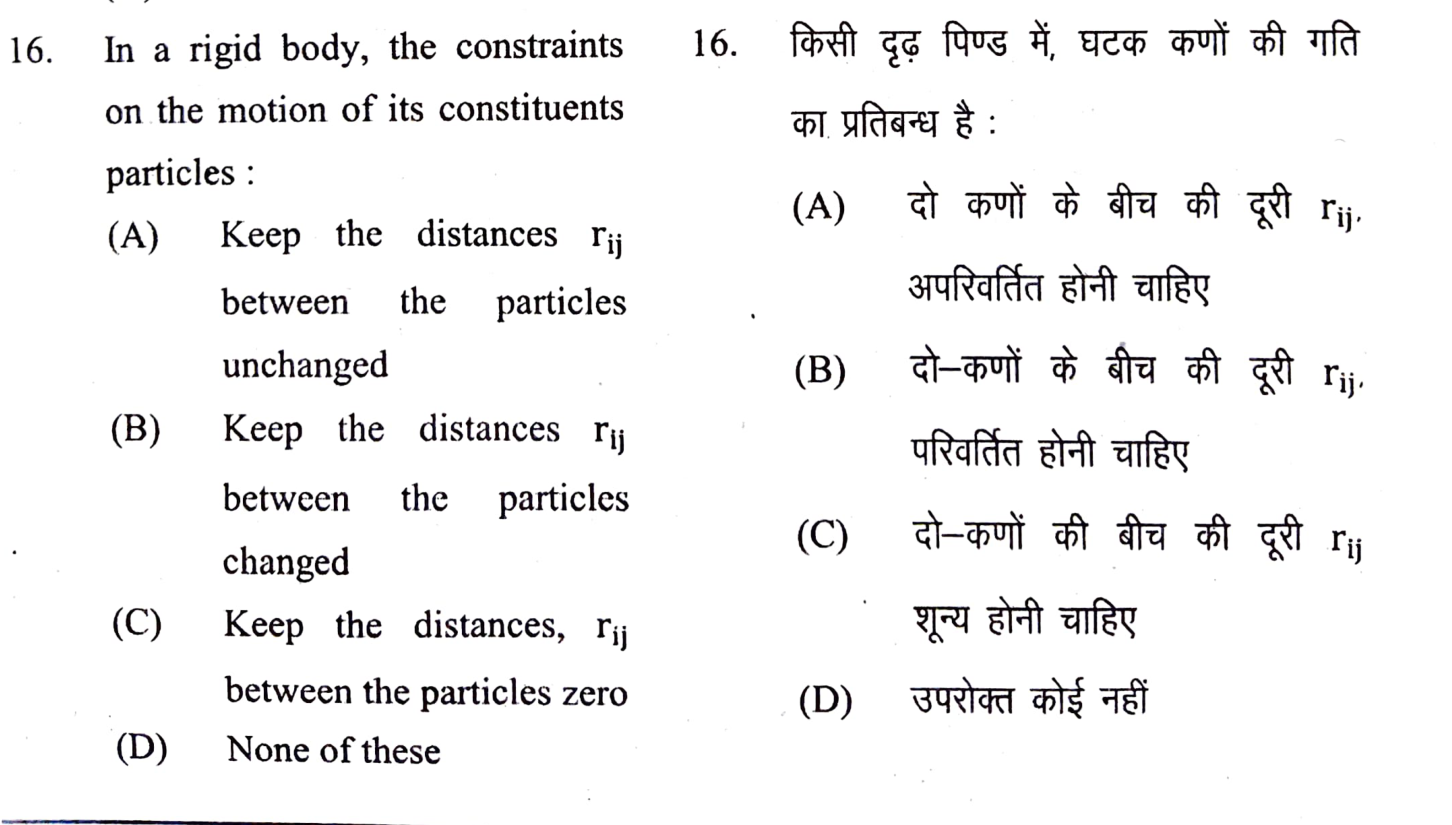 16. In a rigid body, the constraints
on the motion of its constituents
particles :
(A) Keep the distances rij
between the particles
unchanged
(B) Keep the distances rij
between the particles
changed
(C) Keep the distances, rij
between the particles zero
(D) None of these
16. किसी दृढ़ पिण्ड में, घटक कणों की गति
का प्रतिबन्ध है :
(A) दो कणों के बीच की दूरी rij,
अपरिवर्तित होनी चाहिए
(B) दो–कणों के बीच की दूरी rij,
परिवर्तित होनी चाहिए
(C) दो–कणों की बीच की दूरी rij
शून्य होनी चाहिए
(D) उपरोक्त कोई नहीं